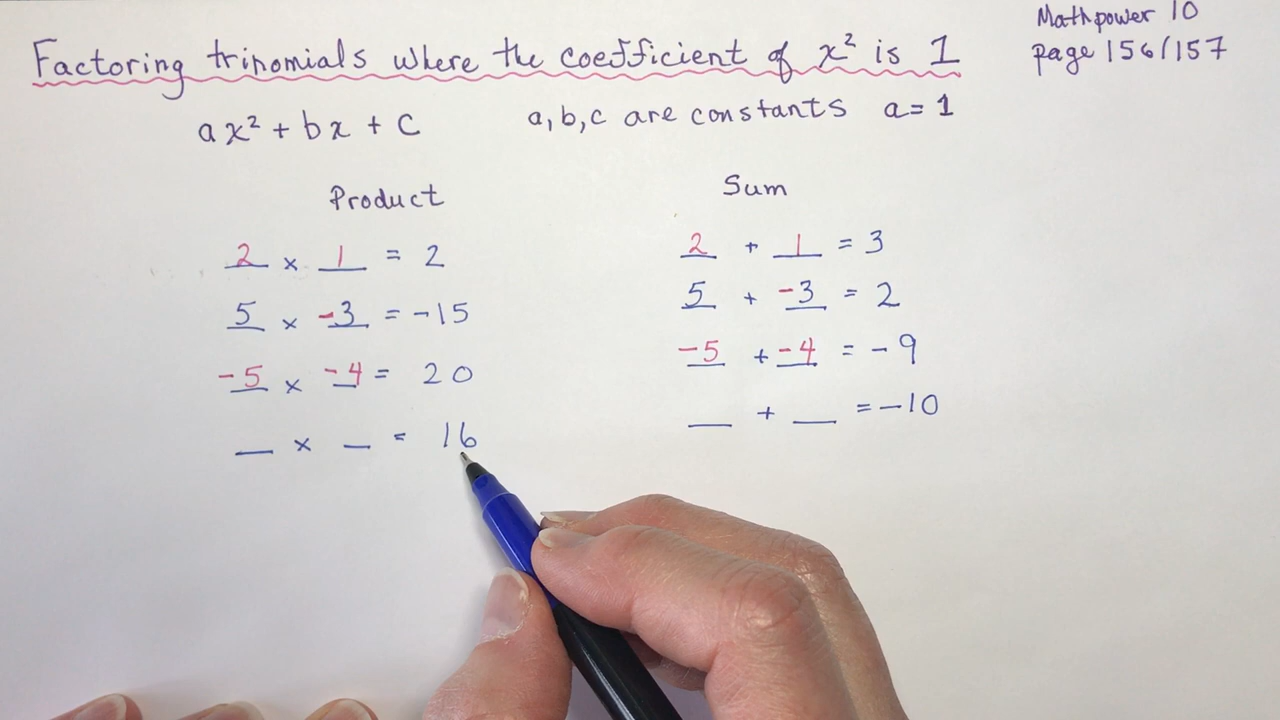 Mathpower 10
page 156/157
Factoring trinomials where the coefficient of x² is 1
ax² + bx + c
a,b,c are constants a=1
Product
Sum
2 × 1 = 2
2 + 1 = 3
5 × -3 = -15
5 + -3 = 2
-5 × -4 = 20
-5 + -4 = -9
__ × __ = 16
__ + __ = -10